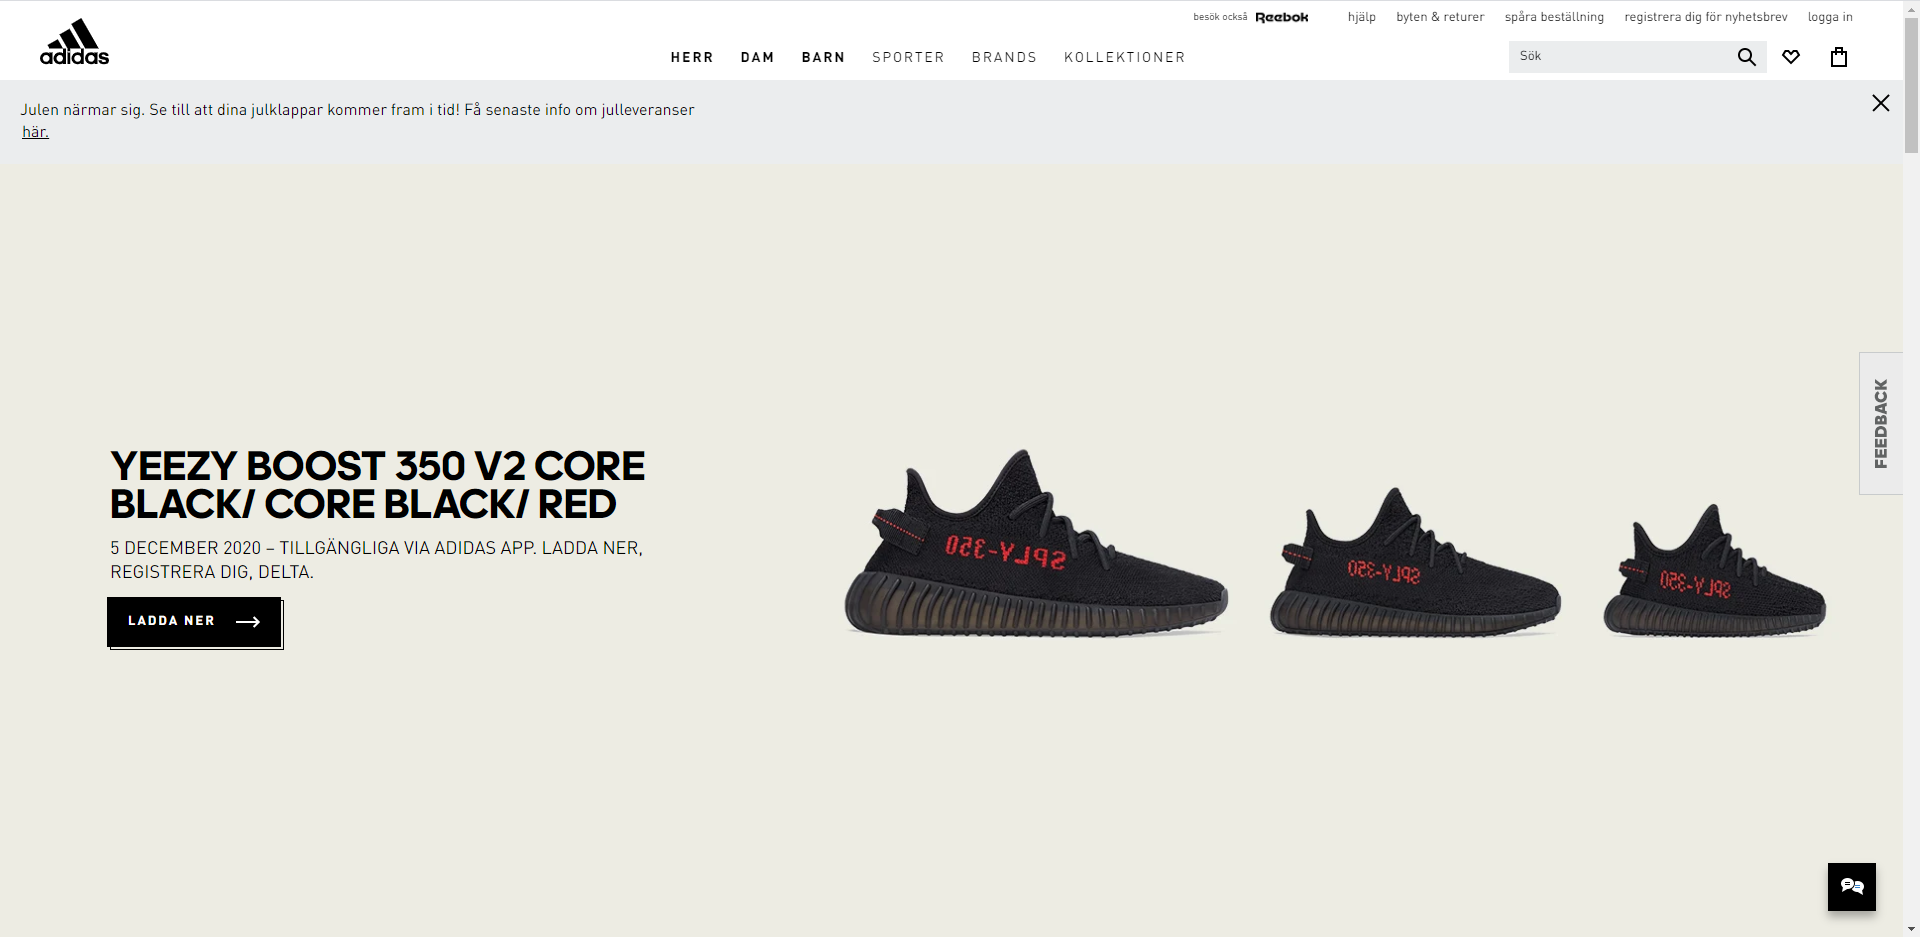 besök också Reebok hjälp byten & returer spåra beställning registrera dig för nyhetsbrev logga in
adidas
HERR DAM BARN SPORTER BRANDS KOLLEKTIONER
Sök
Julen närmar sig. Se till att dina julklappar kommer fram i tid! Få senaste info om julleveranser
här.
FEEDBACK
YEEZY BOOST 350 V2 CORE
BLACK/ CORE BLACK/ RED
5 DECEMBER 2020 – TILLGÄNGLIGA VIA ADIDAS APP. LADDA NER,
REGISTRERA DIG, DELTA.
LADDA NER
SPLY-350
SPLY-350
SPLY-350